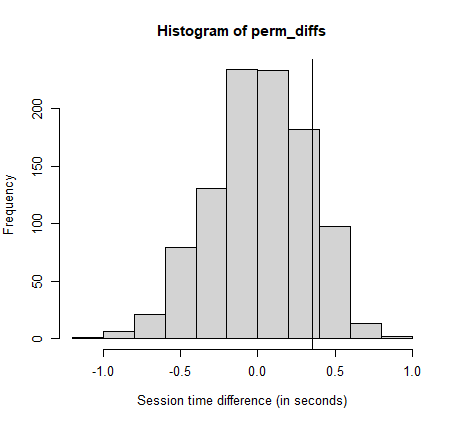 Histogram of perm_diffs
Frequency
200
150
100
50
0
-1.0 -0.5 0.0 0.5 1.0
Session time difference (in seconds)